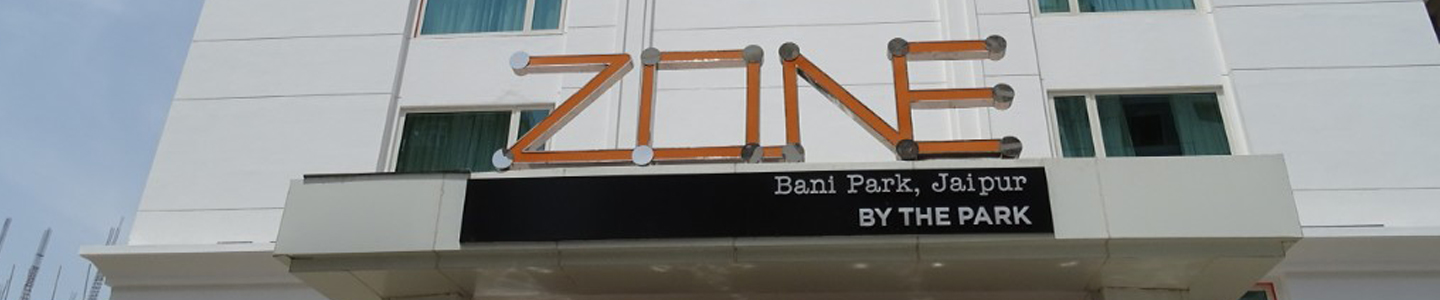 ZONE
Bani Park, Jaipur
BY THE PARK